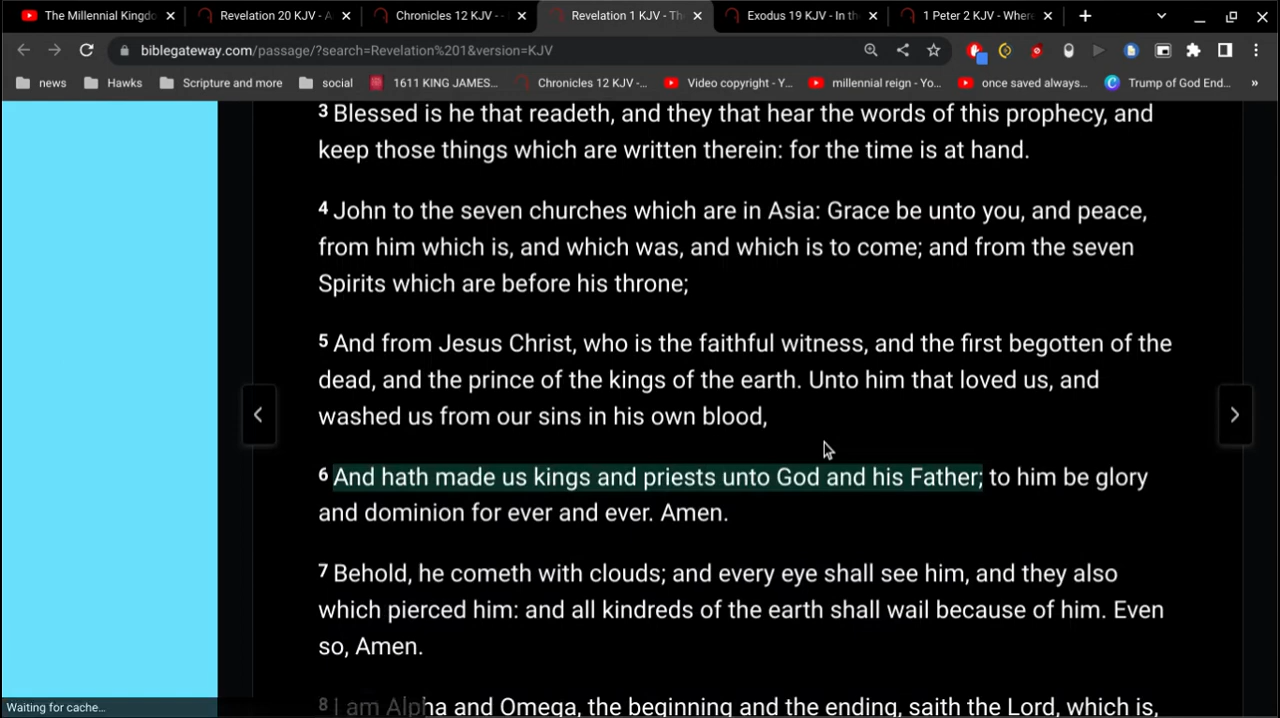 The Millennial Kingdo
Revelation 20 KJV - A
Chronicles 12 KJV -
Revelation 1 KJV - Th
Exodus 19 KJV - In th
1 Peter 2 KJV - Where
biblegateway.com/passage/?search=Revelation%201&version=KJV
news
Hawks
Scripture and more
social
1611 KING JAMES...
Chronicles 12 KJV -...
Video copyright - Y...
millennial reign - Yo...
once saved always...
Trump of God End...
»
3 Blessed is he that readeth, and they that hear the words of this prophecy, and
keep those things which are written therein: for the time is at hand.
4 John to the seven churches which are in Asia: Grace be unto you, and peace,
from him which is, and which was, and which is to come; and from the seven
Spirits which are before his throne;
5 And from Jesus Christ, who is the faithful witness, and the first begotten of the
dead, and the prince of the kings of the earth. Unto him that loved us, and
washed us from our sins in his own blood,
6 And hath made us kings and priests unto God and his Father; to him be glory
and dominion for ever and ever. Amen.
7 Behold, he cometh with clouds; and every eye shall see him, and they also
which pierced him: and all kindreds of the earth shall wail because of him. Even
so, Amen.
8 I am Alpha and Omega, the beginning and the ending, saith the Lord, which is,
Waiting for cache...